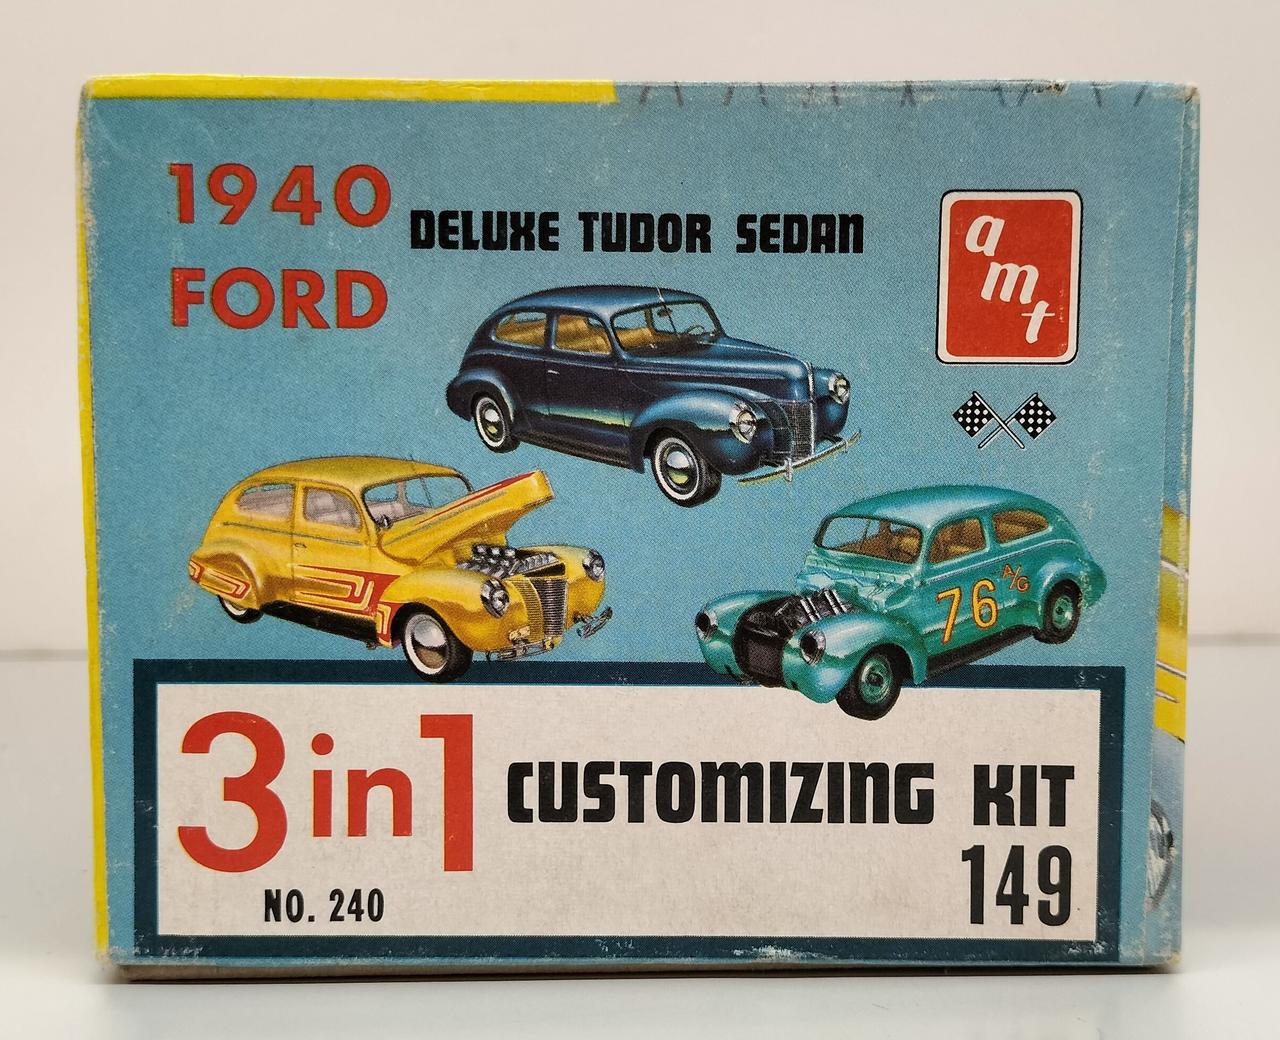 1940
FORD
DELUXE TUDOR SEDAN
amt
76 A/G
3 in 1
CUSTOMIZING KIT
NO. 240
149